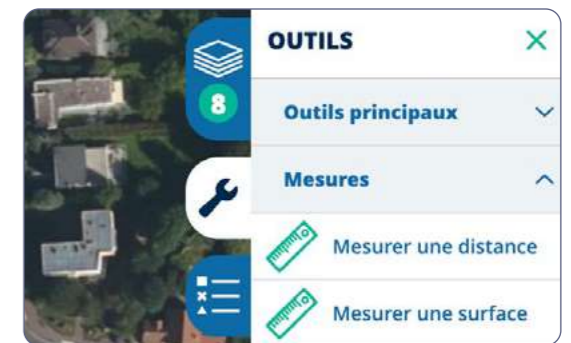 OUTILS
8
Outils principaux
Mesures
Mesurer une distance
Mesurer une surface